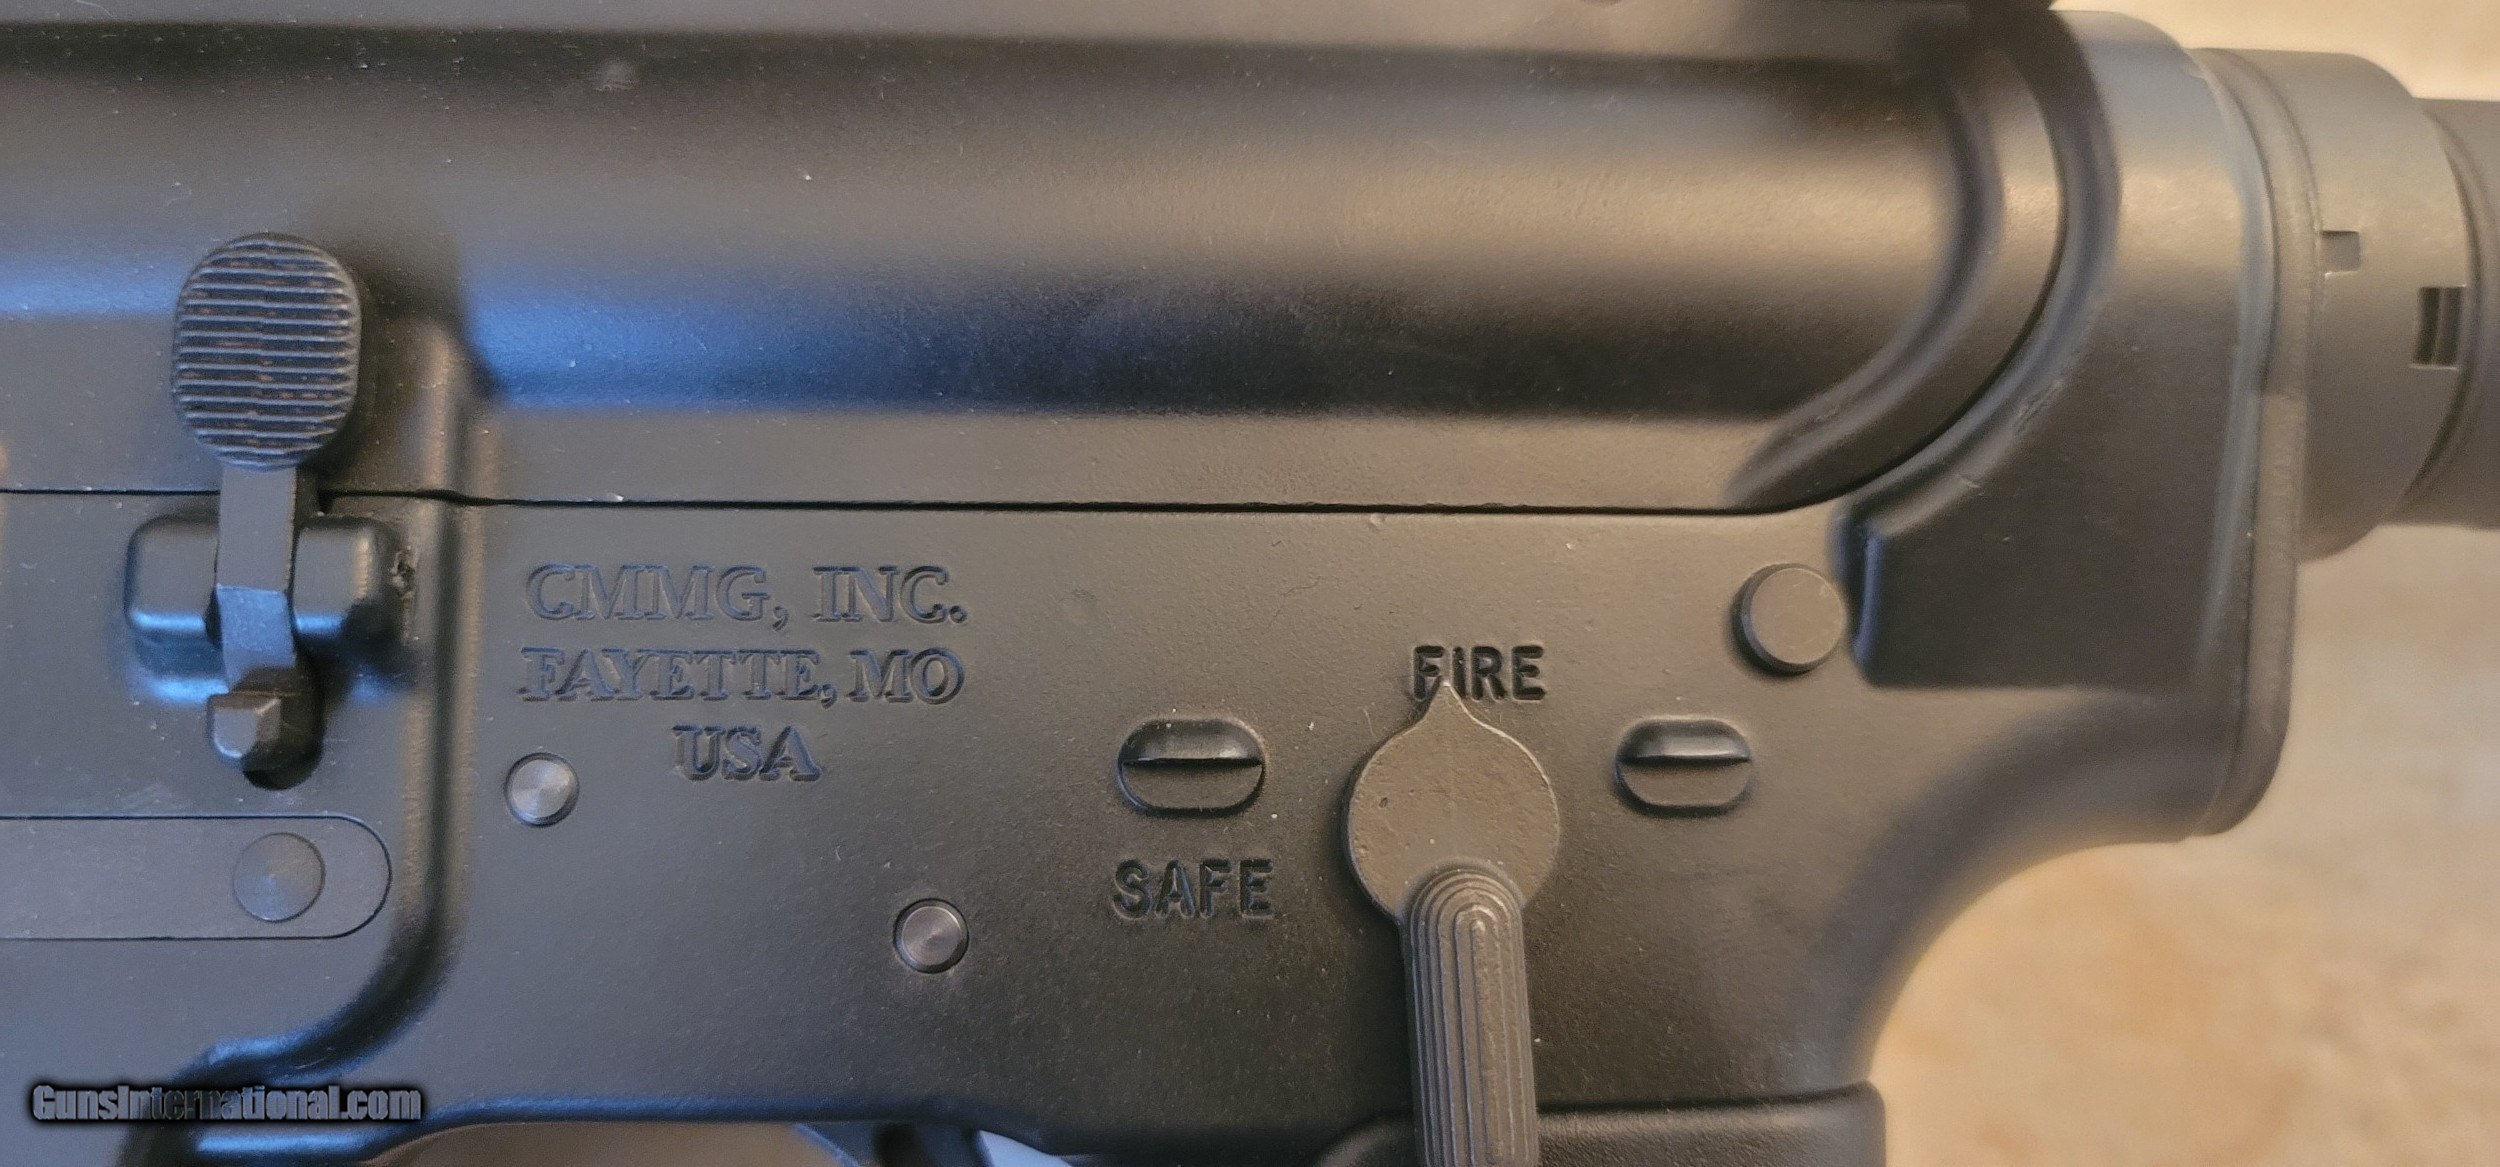 CMMG, INC.
FAYETTE, MO
USA
FIRE
SAFE
GunsInternational.com